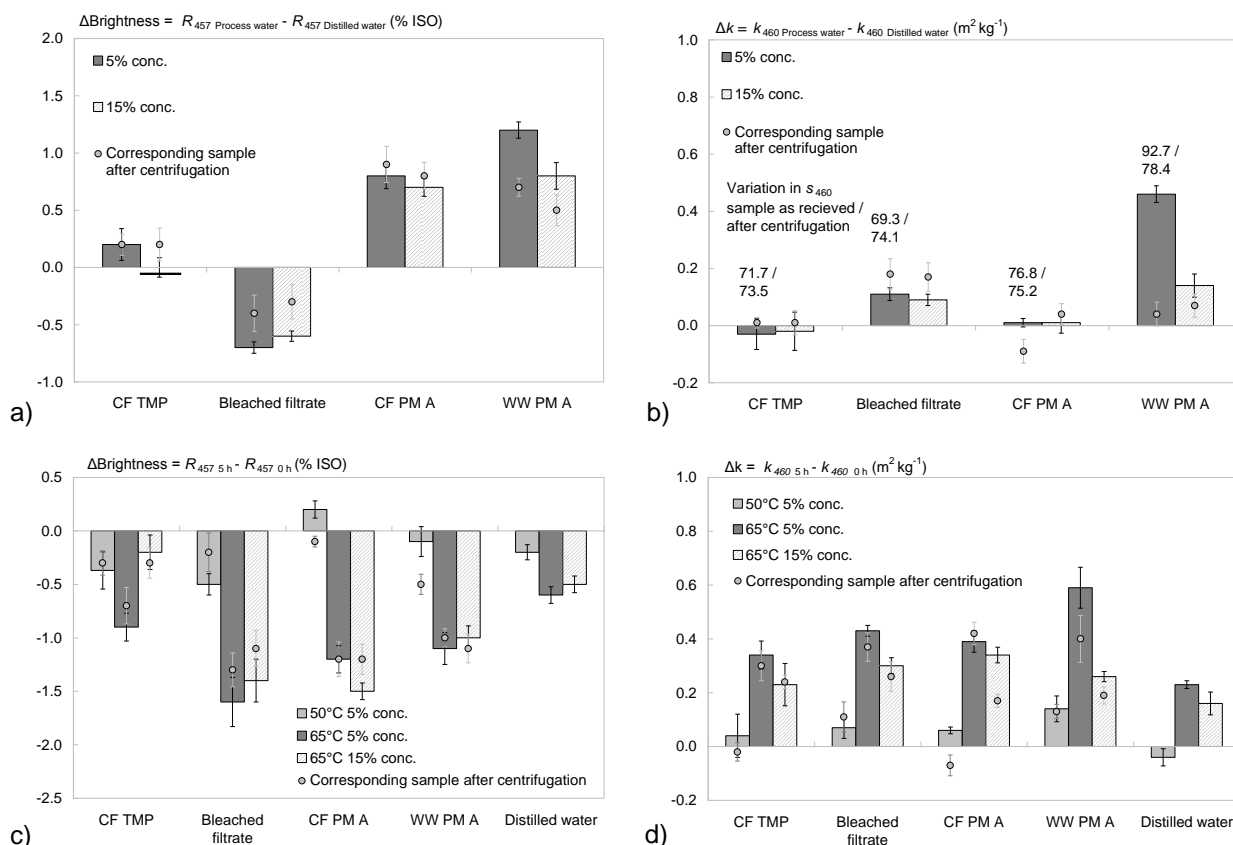 ΔBrightness = R457 Process water - R457 Distilled water (% ISO)
2.0
1.5
1.0
0.5
0.0
-0.5
-1.0
5% conc.
15% conc.
Corresponding sample
after centrifugation
CF TMP
Bleached filtrate
CF PM A
WW PM A
a)
Δk = k460 Process water - k460 Distilled water (m2 kg-1)
1.0
0.8
0.6
0.4
0.2
0.0
-0.2
5% conc.
15% conc.
Corresponding sample
after centrifugation
Variation in s460
sample as recieved /
after centrifugation
71.7 /
73.5
69.3 /
74.1
76.8 /
75.2
92.7 /
78.4
CF TMP
Bleached filtrate
CF PM A
WW PM A
b)
ΔBrightness = R457 5 h - R457 0 h (% ISO)
0.5
0.0
-0.5
-1.0
-1.5
-2.0
-2.5
50°C 5% conc.
65°C 5% conc.
65°C 15% conc.
Corresponding sample after centrifugation
CF TMP
Bleached
filtrate
CF PM A
WW PM A
Distilled water
c)
Δk = k460 5 h - k460 0 h (m2 kg-1)
1.0
0.8
0.6
0.4
0.2
0.0
-0.2
50°C 5% conc.
65°C 5% conc.
65°C 15% conc.
Corresponding sample after centrifugation
CF TMP
Bleached
filtrate
CF PM A
WW PM A
Distilled water
d)